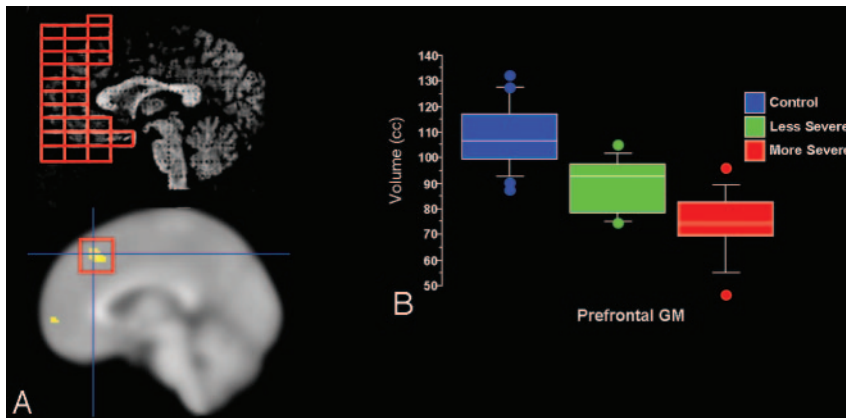 A
140
130
120
110
100
90
80
70
60
50
Volume (cc)
Control
Less Severe
More Severe
B
Prefrontal GM